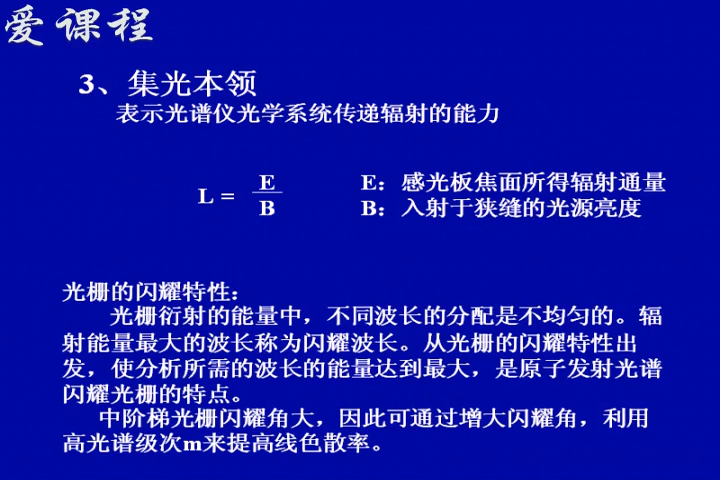 爱课程
3、集光本领
表示光谱仪光学系统传递辐射的能力
L = E/B
E：感光板焦面所得辐射通量
B：入射于狭缝的光源亮度
光栅的闪耀特性：
光栅衍射的能量中，不同波长的分配是不均匀的。辐
射能量最大的波长称为闪耀波长。从光栅的闪耀特性出
发，使分析所需的波长的能量达到最大，是原子发射光谱
闪耀光栅的特点。
中阶梯光栅闪耀角大，因此可通过增大闪耀角，利用
高光谱级次m来提高线色散率。